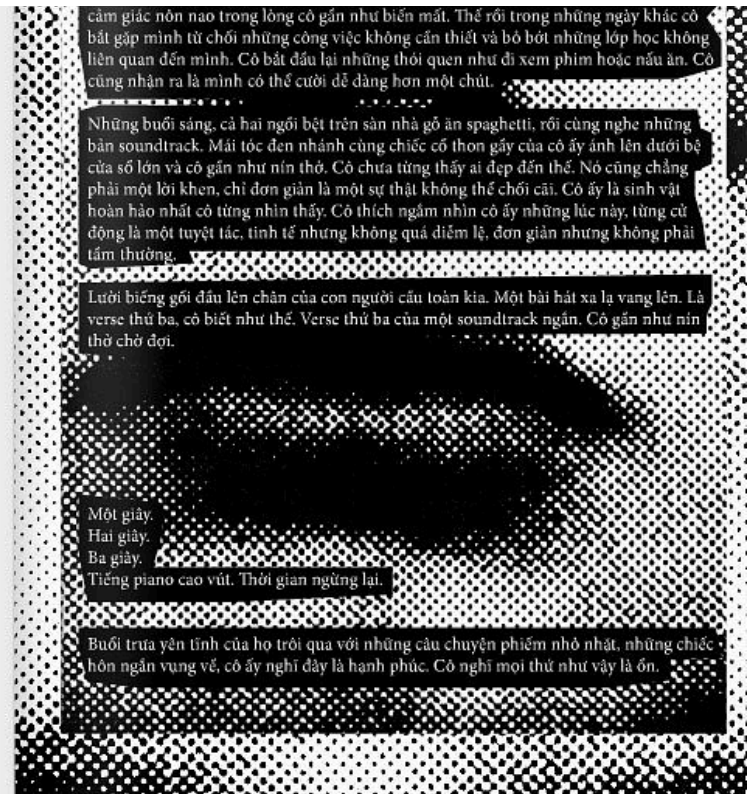 cảm giác nôn nao trong lòng cô gần như biến mất. Thế rồi trong những ngày khác cô
bắt gặp mình từ chối những công việc không cần thiết và bỏ bớt những lớp học không
liên quan đến mình. Cô bắt đầu lại những thói quen như đi xem phim hoặc nấu ăn. Cô
cũng nhận ra là mình có thể cười dễ dàng hơn một chút.
Những buổi sáng, cả hai ngồi bệt trên sàn nhà gỗ ăn spaghetti, rồi cùng nghe những
bản soundtrack. Mái tóc đen nhánh cùng chiếc cổ thon gầy của cô ấy ánh lên dưới bệ
cửa sổ lớn và cô gần như nín thở. Cô chưa từng thấy ai đẹp đến thế. Nó cũng chẳng
phải một lời khen, chỉ đơn giản là một sự thật không thể chối cãi. Cô ấy là sinh vật
hoàn hảo nhất cô từng nhìn thấy. Cô thích ngắm nhìn cô ấy những lúc này, từng cử
động là một tuyệt tác, tinh tế nhưng không quá diễm lệ, đơn giản nhưng không phải
tầm thường.
Lười biếng gối đầu lên chân của con người cầu toàn kia. Một bài hát xa lạ vang lên. Là
verse thứ ba, cô biết như thế. Verse thứ ba của một soundtrack ngắn. Cô gần như nín
thở chờ đợi.
Một giây.
Hai giây.
Ba giây.
Tiếng piano cao vút. Thời gian ngừng lại.
Buổi trưa yên tĩnh của họ trôi qua với những câu chuyện phiếm nhỏ nhặt, những chiếc
hôn ngắn vụng về, cô ấy nghĩ đây là hạnh phúc. Cô nghĩ mọi thứ như vậy là ổn.